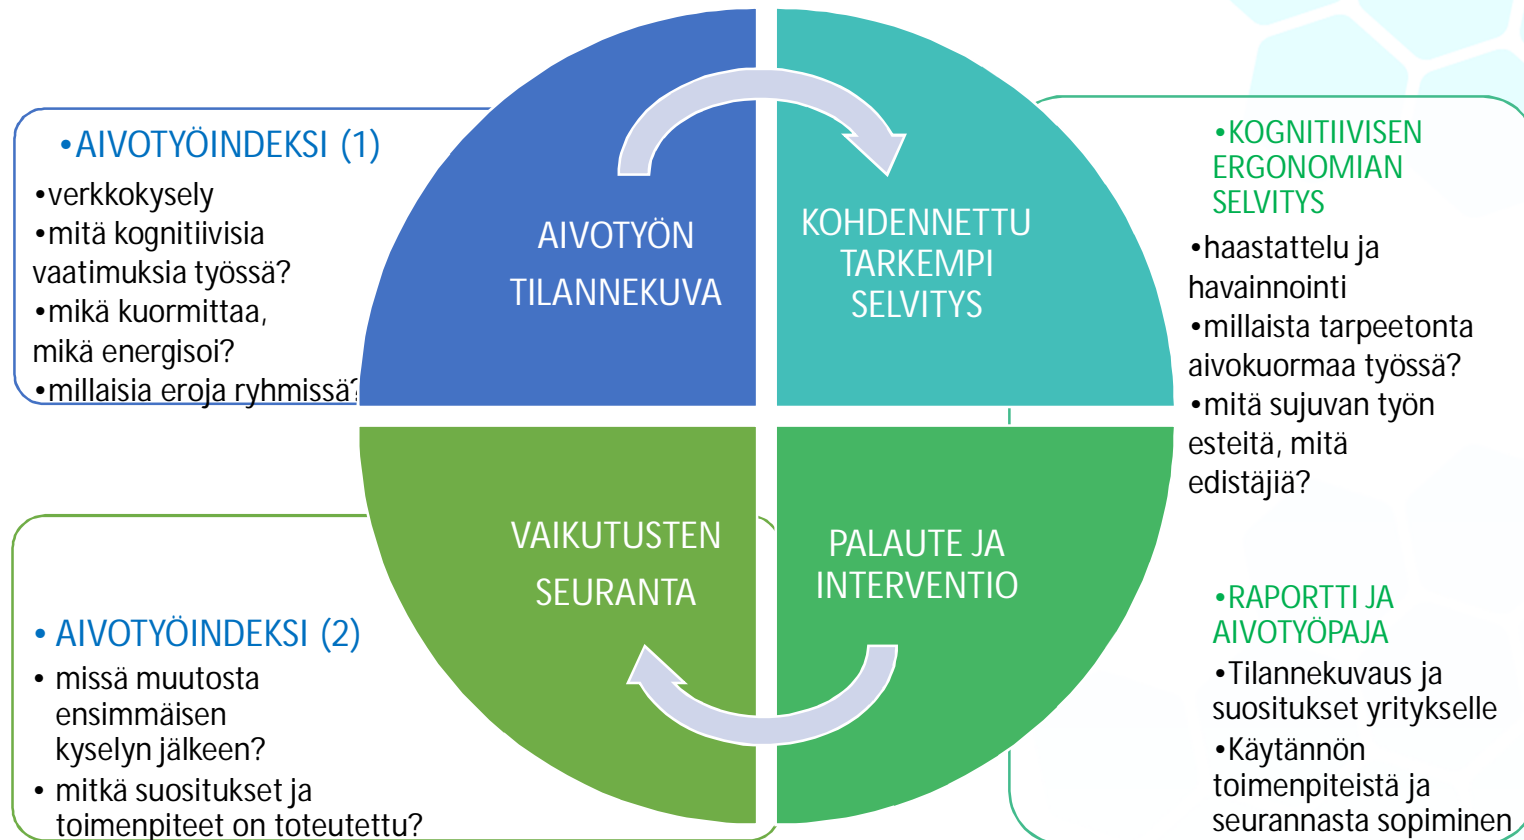 •AIVOTYÖINDEKSI (1)
•verkkokysely
•mitä kognitiivisia
vaatimuksia työssä?
•mikä kuormittaa,
mikä energisoi?
•millaisia eroja ryhmissä?
AIVOTYÖN
TILANNEKUVA
KOHDENNETTU
TARKEMPI
SELVITYS
•KOGNITIIVISEN
ERGONOMIAN
SELVITYS
•haastattelu ja
havainnointi
•millaista tarpeetonta
aivokuormaa työssä?
•mitä sujuvan työn
esteitä, mitä
edistäjiä?
VAIKUTUSTEN
SEURANTA
PALAUTE JA
INTERVENTIO
• AIVOTYÖINDEKSI (2)
• missä muutosta
ensimmäisen
kyselyn jälkeen?
• mitkä suositukset ja
toimenpiteet on toteutettu?
•RAPORTTI JA
AIVOTYÖPAJA
•Tilannekuvaus ja
suositukset yritykselle
•Käytännön
toimenpiteistä ja
seurannasta sopiminen